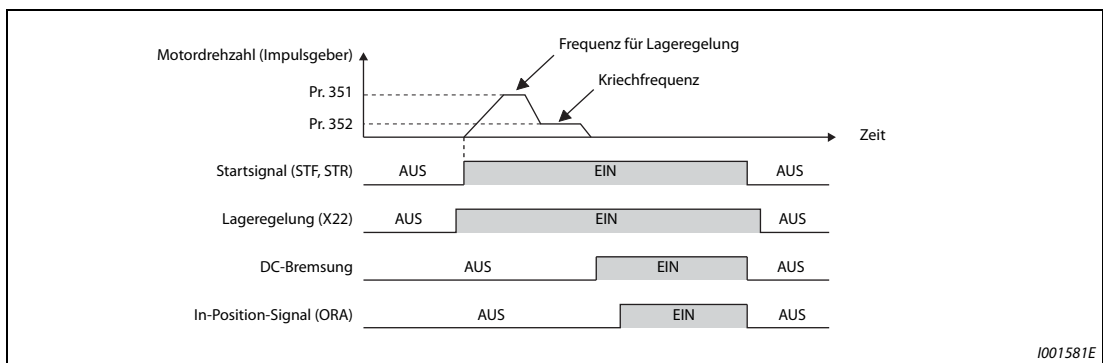 Frequenz für Lageregelung
Motordrehzahl (Impulsgeber)
Kriechfrequenz
Pr. 351
Pr. 352
Zeit
Startsignal (STF, STR) AUS EIN AUS
Lageregelung (X22) AUS EIN AUS
DC-Bremsung AUS EIN AUS
In-Position-Signal (ORA) AUS EIN AUS
I001581E